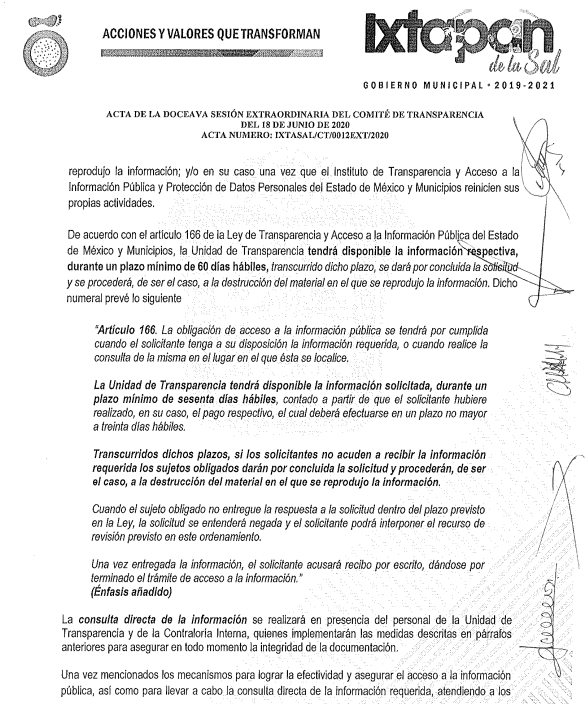 ACCIONES Y VALORES QUE TRANSFORMAN
Ixtapan
de la Sal
GOBIERNO MUNICIPAL • 2019-2021
ACTA DE LA DOCEAVA SESIÓN EXTRAORDINARIA DEL COMITÉ DE TRANSPARENCIA
DEL 18 DE JUNIO DE 2020
ACTA NUMERO: IXTASAL/CT/0012EXT/2020
reprodujo la información; y/o en su caso una vez que el Instituto de Transparencia y Acceso a la
Información Pública y Protección de Datos Personales del Estado de México y Municipios reinicien sus
propias actividades.
De acuerdo con el articulo 166 de la Ley de Transparencia y Acceso a la Información Pública del Estado
de México y Municipios, la Unidad de Transparencia tendrá disponible la información respectiva,
durante un plazo mínimo de 60 días hábiles, transcurrido dicho plazo, se dará por concluida la solicitud
y se procederá, de ser el caso, a la destrucción del material en el que se reprodujo la información. Dicho
numeral prevé lo siguiente
"Artículo 166. La obligación de acceso a la información pública se tendrá por cumplida
cuando el solicitante tenga a su disposición la información requerida, o cuando realice la
consulta de la misma en el lugar en el que ésta se localice.
La Unidad de Transparencia tendrá disponible la información solicitada, durante un
plazo mínimo de sesenta días hábiles, contado a partir de que el solicitante hubiere
realizado, en su caso, el pago respectivo, el cual deberá efectuarse en un plazo no mayor
a treinta días hábiles.
Transcurridos dichos plazos, si los solicitantes no acuden a recibir la información
requerida los sujetos obligados darán por concluida la solicitud y procederán, de ser
el caso, a la destrucción del material en el que se reprodujo la información.
Cuando el sujeto obligado no entregue la respuesta a la solicitud dentro del plazo previsto
en la Ley, la solicitud se entenderá negada y el solicitante podrá interponer el recurso de
revisión previsto en este ordenamiento.
Una vez entregada la información, el solicitante acusará recibo por escrito, dándose por
terminado el trámite de acceso a la información."
(Énfasis añadido)
La consulta directa de la información se realizará en presencia del personal de la Unidad de
Transparencia y de la Contraloria Interna, quienes implementarán las medidas descritas en párrafos
anteriores para asegurar en todo momento la integridad de la documentación.
Una vez mencionados los mecanismos para lograr la efectividad y asegurar el acceso a la información
pública, así como para llevar a cabo la consulta directa de la información requerida, atendiendo a los